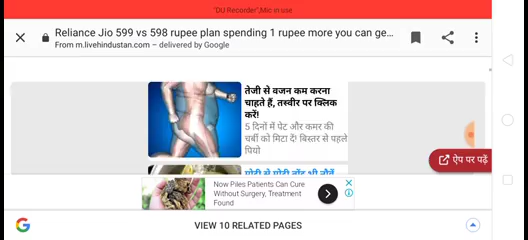 "DU Recorder",Mic in use
Reliance Jio 599 vs 598 rupee plan spending 1 rupee more you can ge...
From m.livehindustan.com – delivered by Google
तेजी से वजन कम करना
चाहते हैं, तस्वीर पर क्लिक
करें!
5 दिनों में पेट और कमर की
चर्बी को मिटा दें! बिस्तर से पहले
पियो
ऐप पर पढ़ें
Now Piles Patients Can Cure
Without Surgery, Treatment
Found
VIEW 10 RELATED PAGES